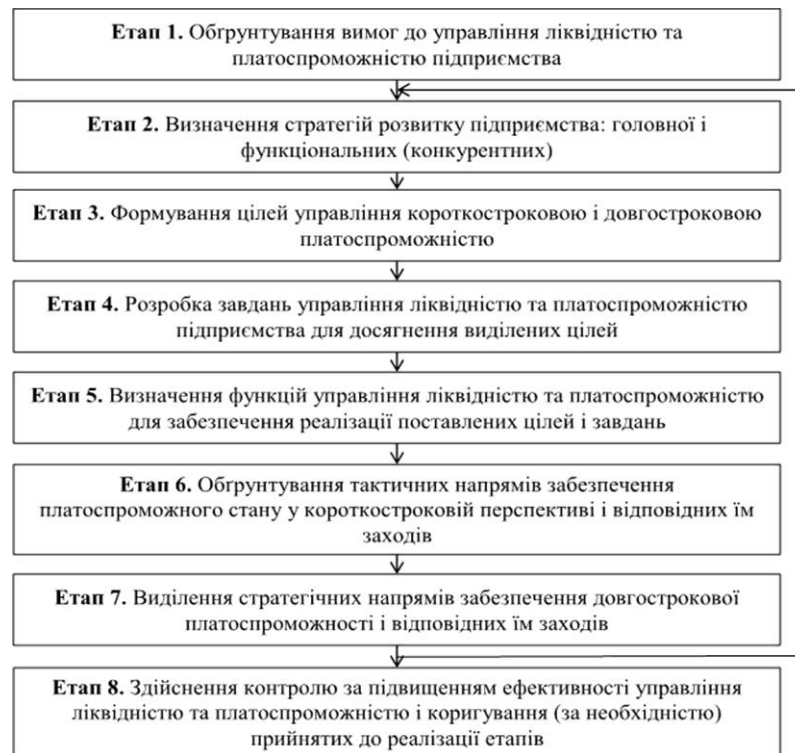 Етап 1. Обґрунтування вимог до управління ліквідністю та
платоспроможністю підприємства
Етап 2. Визначення стратегій розвитку підприємства: головної і
функціональних (конкурентних)
Етап 3. Формування цілей управління короткостроковою і довгостроковою
платоспроможністю
Етап 4. Розробка завдань управління ліквідністю та платоспроможністю
підприємства для досягнення виділених цілей
Етап 5. Визначення функцій управління ліквідністю та платоспроможністю
для забезпечення реалізації поставлених цілей і завдань
Етап 6. Обґрунтування тактичних напрямів забезпечення
платоспроможного стану у короткостроковій перспективі і відповідних їм
заходів
Етап 7. Виділення стратегічних напрямів забезпечення довгострокової
платоспроможності і відповідних їм заходів
Етап 8. Здійснення контролю за підвищенням ефективності управління
ліквідністю та платоспроможністю і коригування (за необхідністю)
прийнятих до реалізації етапів